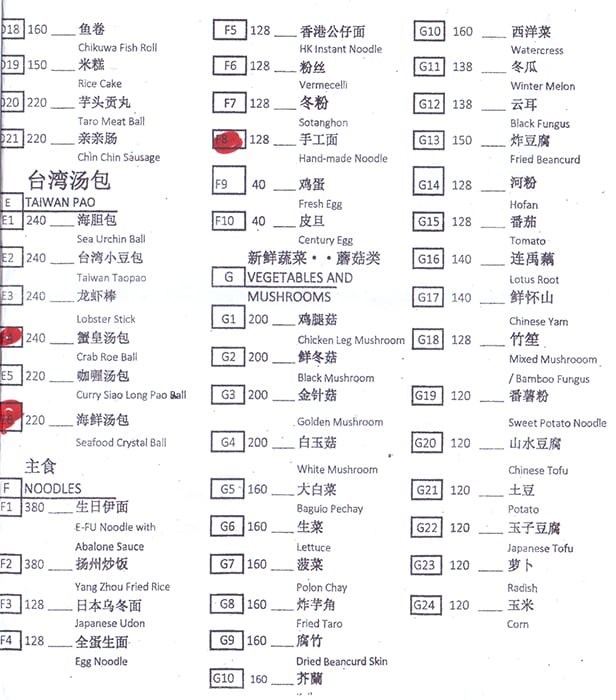 D18 160 ___ 鱼卷
Chikuwa Fish Roll
D19 150 ___ 米糕
Rice Cake
D20 220 ___ 芋头贡丸
Taro Meat Ball
D21 220 ___ 亲亲肠
Chin Chin Sausage
台湾汤包
E TAIWAN PAO
E1 240 ___ 海胆包
Sea Urchin Ball
E2 240 ___ 台湾小豆包
Taiwan Taopao
E3 240 ___ 龙虾棒
Lobster Stick
240 ___ 蟹皇汤包
Crab Roe Ball
E5 220 ___ 咖喱汤包
Curry Siao Long Pao Ball
E6 220 ___ 海鲜汤包
Seafood Crystal Ball
主食
F NOODLES
F1 380 ___ 生日伊面
E-FU Noodle with
Abalone Sauce
F2 380 ___ 扬州炒饭
Yang Zhou Fried Rice
F3 128 ___ 日本乌冬面
Japanese Udon
F4 128 ___ 全蛋生面
Egg Noodle
F5 128 ___ 香港公仔面
HK Instant Noodle
F6 128 ___ 粉丝
Vermecelli
F7 128 ___ 冬粉
Sotanghon
F8 128 ___ 手工面
Hand-made Noodle
F9 40 ___ 鸡蛋
Fresh Egg
F10 40 ___ 皮旦
Century Egg
新鲜蔬菜··蘑菇类
G VEGETABLES AND
MUSHROOMS
G1 200 ___ 鸡腿菇
Chicken Leg Mushroom
G2 200 ___ 鲜冬菇
Black Mushroom
G3 200 ___ 金针菇
Golden Mushroom
G4 200 ___ 白玉菇
White Mushroom
G5 160 ___ 大白菜
Baguio Pechay
G6 160 ___ 生菜
Lettuce
G7 160 ___ 菠菜
Polon Chay
G8 160 ___ 炸芋角
Fried Taro
G9 160 ___ 腐竹
Dried Beancurd Skin
G10 160 ___ 芥蘭
G10 160 ___ 西洋菜
Watercress
G11 138 ___ 冬瓜
Winter Melon
G12 138 ___ 云耳
Black Fungus
G13 150 ___ 炸豆腐
Fried Beancurd
G14 128 ___ 河粉
Hofan
G15 128 ___ 番茄
Tomato
G16 140 ___ 连禹藕
Lotus Root
G17 140 ___ 鲜怀山
Chinese Yam
G18 128 ___ 竹笙
Mixed Mushrooom
/ Bamboo Fungus
G19 120 ___ 番薯粉
Sweet Potato Noodle
G20 120 ___ 山水豆腐
Chinese Tofu
G21 120 ___ 土豆
Potato
G22 120 ___ 玉子豆腐
Japanese Tofu
G23 120 ___ 萝卜
Radish
G24 120 ___ 玉米
Corn